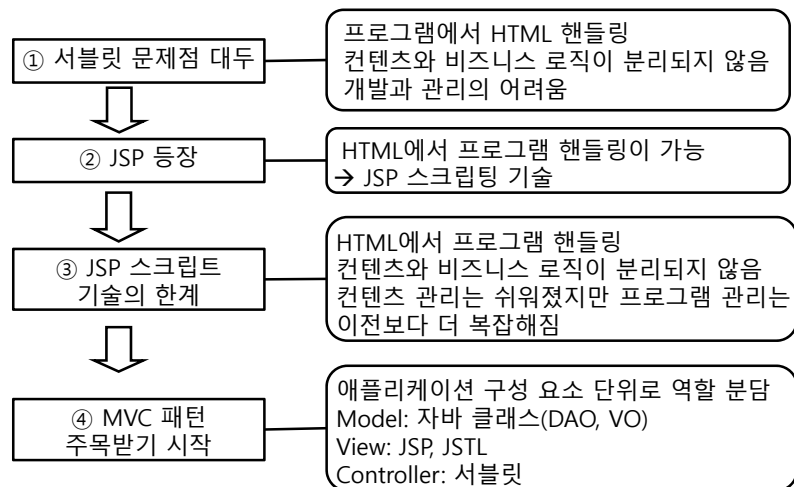 ① 서블릿 문제점 대두
프로그램에서 HTML 핸들링
컨텐츠와 비즈니스 로직이 분리되지 않음
개발과 관리의 어려움
② JSP 등장
HTML에서 프로그램 핸들링이 가능
→ JSP 스크립팅 기술
③ JSP 스크립트
기술의 한계
HTML에서 프로그램 핸들링
컨텐츠와 비즈니스 로직이 분리되지 않음
컨텐츠 관리는 쉬워졌지만 프로그램 관리는
이전보다 더 복잡해짐
④ MVC 패턴
주목받기 시작
애플리케이션 구성 요소 단위로 역할 분담
Model: 자바 클래스(DAO, VO)
View: JSP, JSTL
Controller: 서블릿